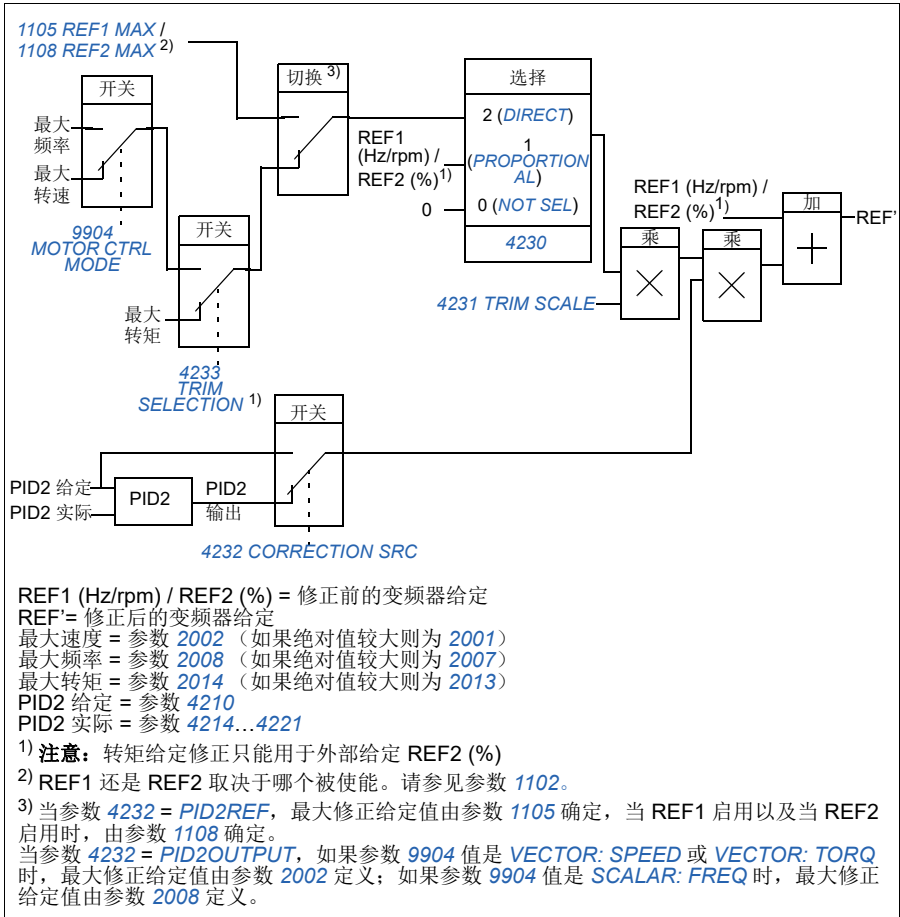 1105 REF1 MAX /
1108 REF2 MAX 2)
开关
最大
频率
最大
转速
9904
MOTOR CTRL
MODE
开关
最大
转矩
4233
TRIM
SELECTION 1)
切换 3)
选择
2 (DIRECT)
1
(PROPORTION
AL)
0 (NOT SEL)
4230
REF1
(Hz/rpm) /
REF2 (%)1)
0
4231 TRIM SCALE
乘
乘
REF1 (Hz/rpm) /
REF2 (%)1)
加
REF'
开关
PID2 给定
PID2 实际
PID2
PID2
输出
4232 CORRECTION SRC
REF1 (Hz/rpm) / REF2 (%) = 修正前的变频器给定
REF’= 修正后的变频器给定
最大速度 = 参数 2002 （如果绝对值较大则为 2001）
最大频率 = 参数 2008 （如果绝对值较大则为 2007）
最大转矩 = 参数 2014 （如果绝对值较大则为 2013）
PID2 给定 = 参数 4210
PID2 实际 = 参数 4214…4221
1) 注意：转矩给定修正只能用于外部给定 REF2 (%)
2) REF1 还是 REF2 取决于哪个被使能。请参见参数 1102。
3) 当参数 4232 = PID2REF，最大修正给定值由参数 1105 确定，当 REF1 启用以及当 REF2
启用时，由参数 1108 确定。
当参数 4232 = PID2OUTPUT，如果参数 9904 值是 VECTOR: SPEED 或 VECTOR: TORQ
时，最大修正给定值由参数 2002 定义；如果参数 9904 值是 SCALAR: FREQ 时，最大修正
给定值由参数 2008 定义。